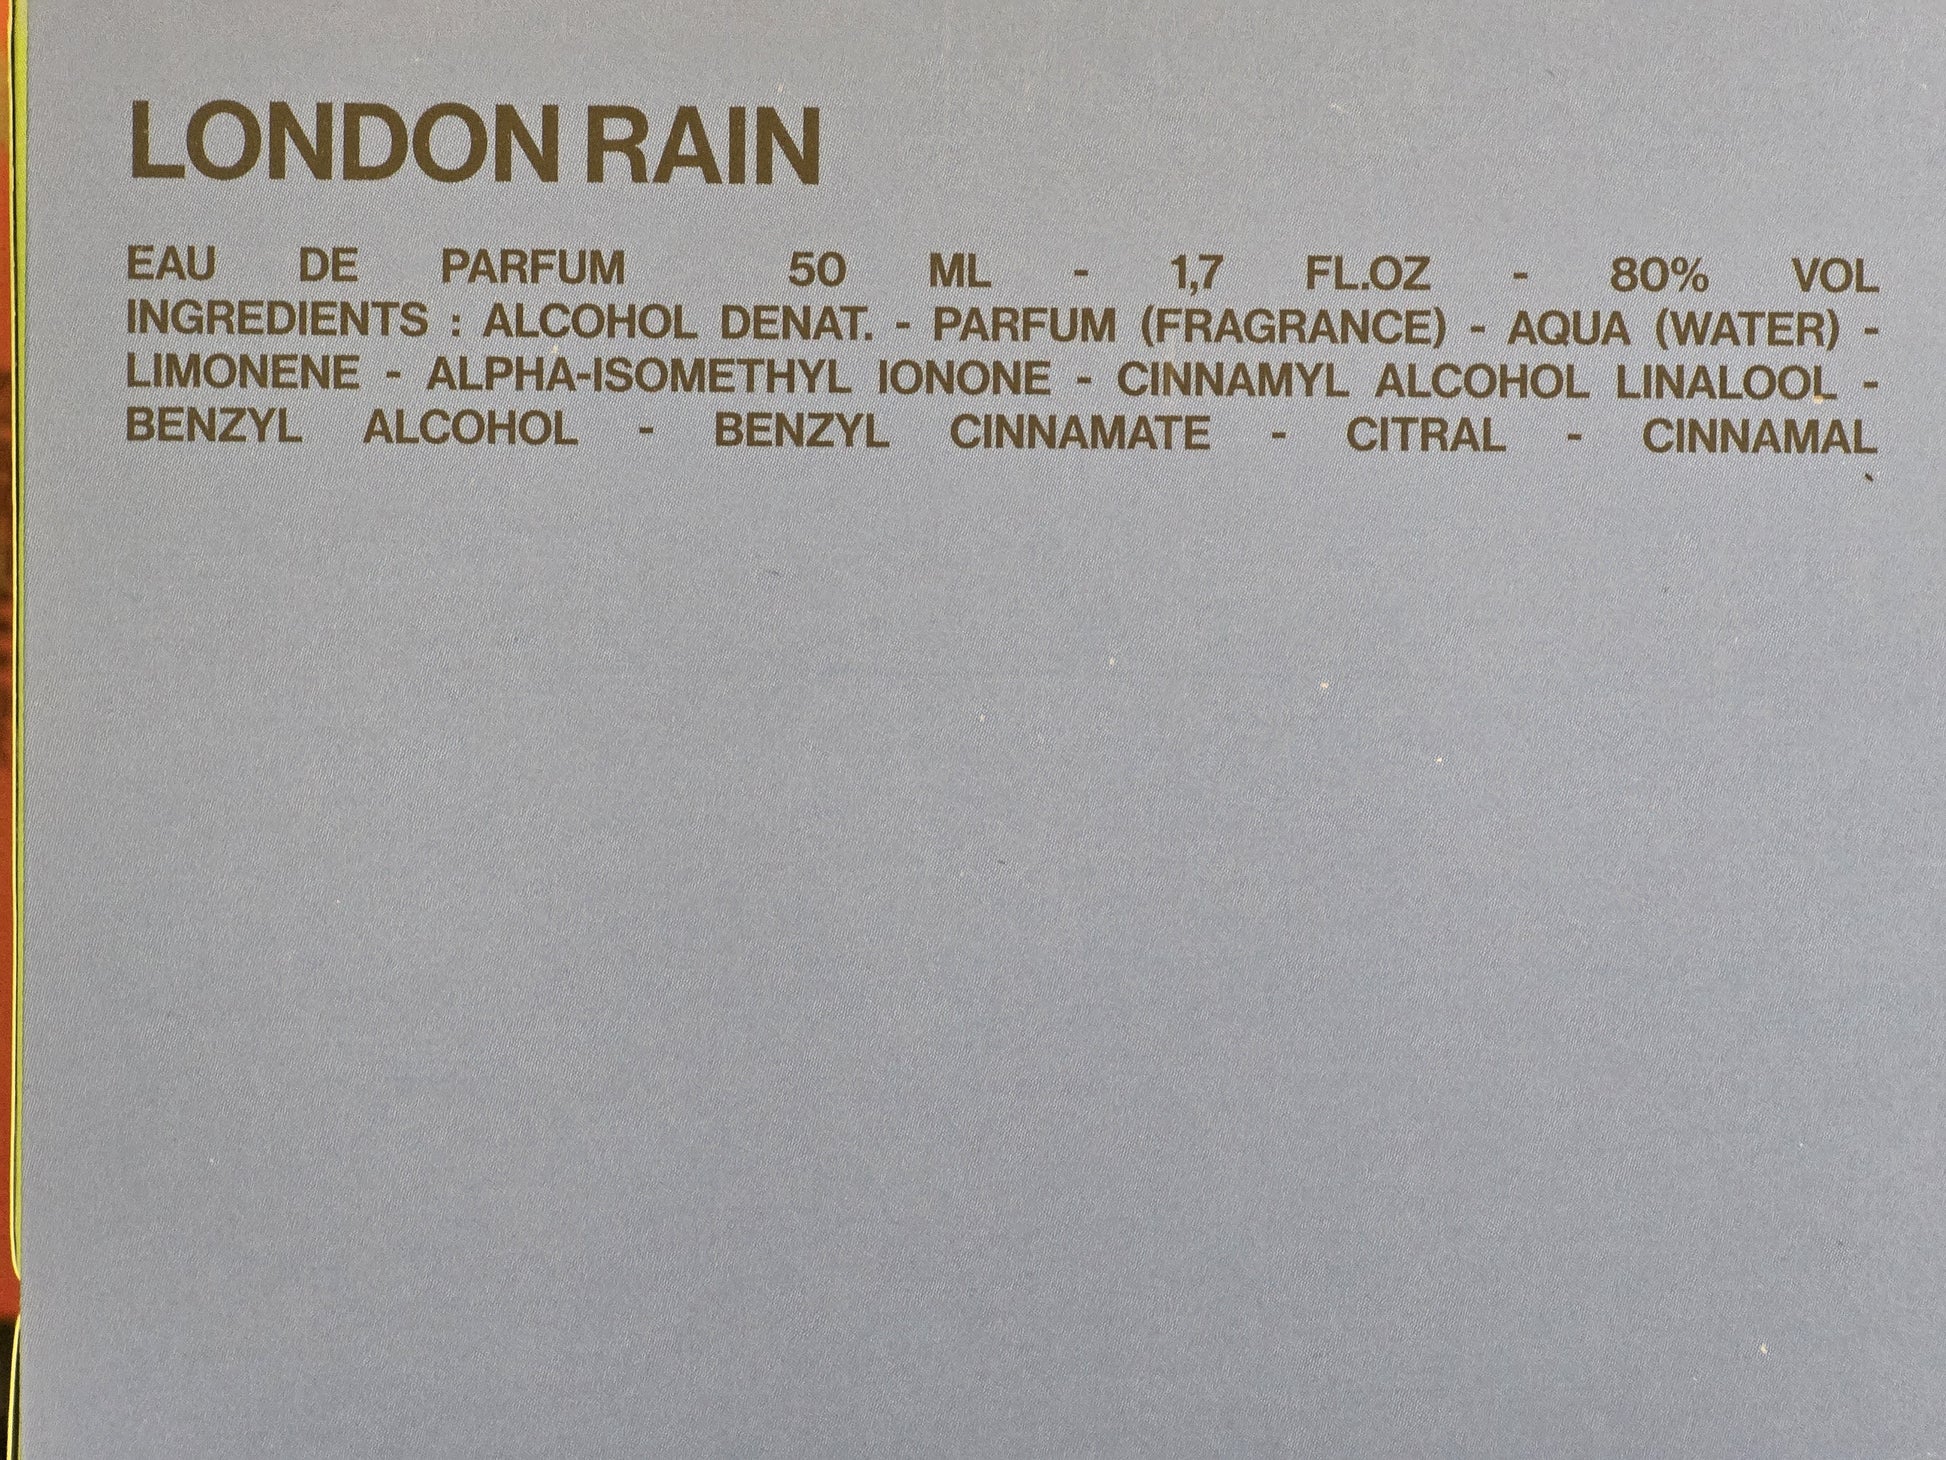 LONDON RAIN
EAU DE PARFUM 50 ML - 1,7 FL.OZ - 80% VOL
INGREDIENTS : ALCOHOL DENAT. - PARFUM (FRAGRANCE) - AQUA (WATER) -
LIMONENE - ALPHA-ISOMETHYL IONONE - CINNAMYL ALCOHOL LINALOOL -
BENZYL ALCOHOL - BENZYL CINNAMATE - CITRAL - CINNAMAL